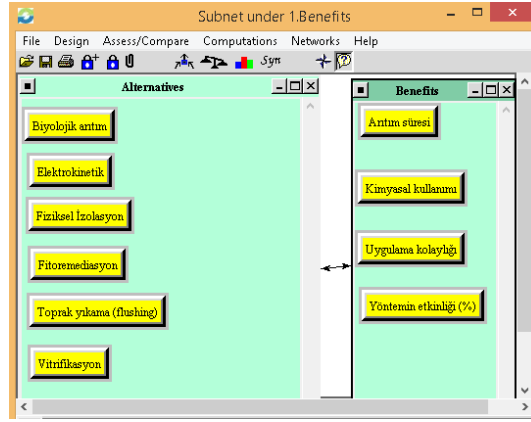 Subnet under 1.Benefits
File Design Assess/Compare Computations Networks Help
Syn
Alternatives
Biyolojik arıtım
Elektrokinetik
Fiziksel İzolasyon
Fitoremediasyon
Toprak yıkama (flushing)
Vitrifikasyon
Benefits
Arıtım süresi
Kimyasal kullanımı
Uygulama kolaylığı
Yöntemin etkinliği (%)